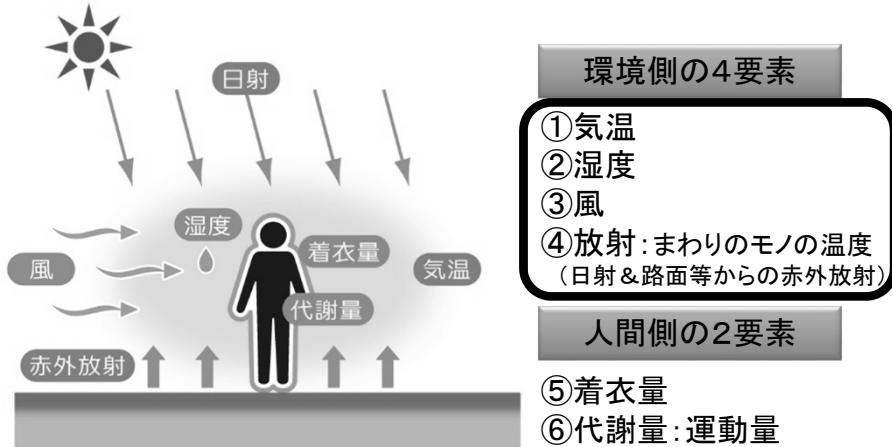 日射
湿度
着衣量
風
気温
代謝量
赤外放射
環境側の4要素
①気温
②湿度
③風
④放射:まわりのモノの温度
(日射&路面等からの赤外放射)
人間側の2要素
⑤着衣量
⑥代謝量:運動量